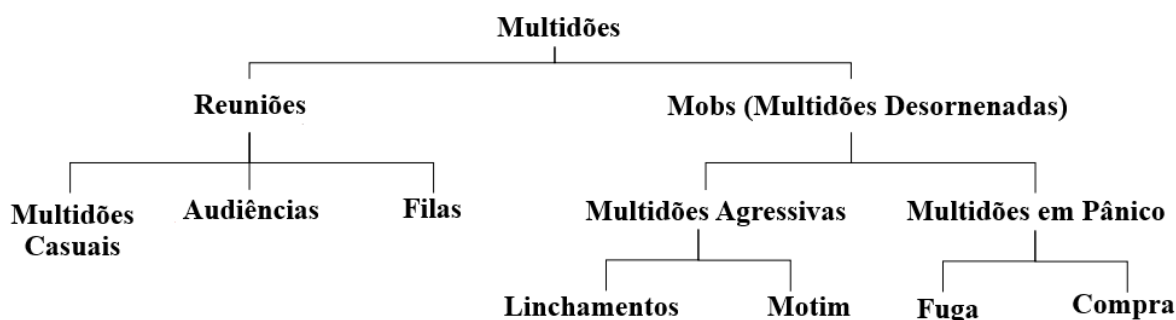 Multidões
Reuniões
Mobs (Multidões Desornenadas)
Multidões
Casuais
Audiências
Filas
Multidões Agressivas
Multidões em Pânico
Linchamentos
Motim
Fuga
Compra